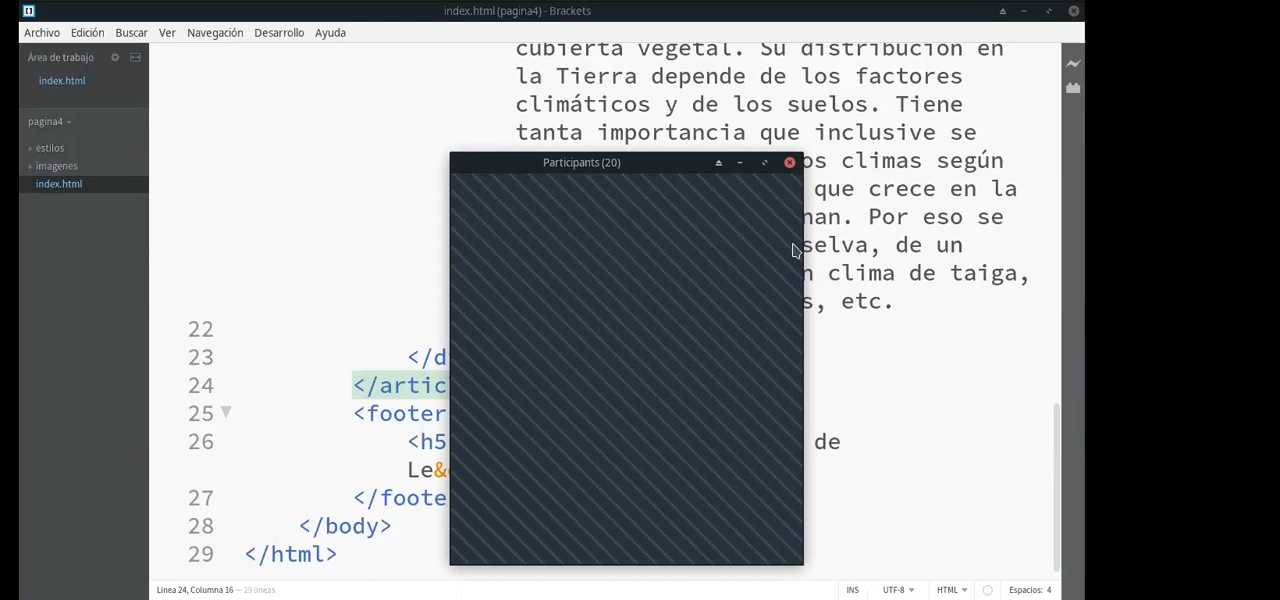 index.html (pagina4) - Brackets
Archivo Edición Buscar Ver Navegación Desarrollo Ayuda
Área de trabajo
index.html
pagina4
estilos
imagenes
index.html
cubierta vegetal. Su distribución en
la Tierra depende de los factores
climáticos y de los suelos. Tiene
tanta importancia que inclusive se
climas según
que crece en la
Por eso se
selva, de un
clima de taiga,
etc.
Participants (20)
22
23 </d
24 </artic
25 <footer
26 <h5 de
Le&
27 </foote
28 </body>
29 </html>
Línea 24, Columna 16 — 29 líneas
INS UTF-8 HTML Espacios: 4